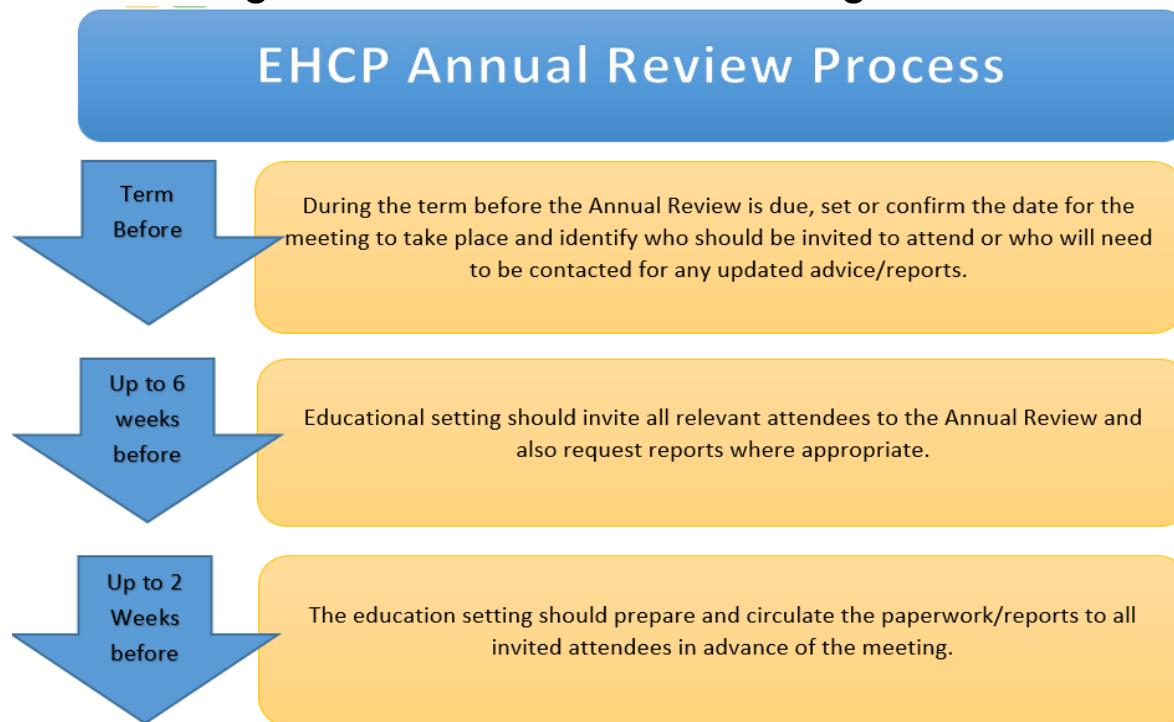 EHCP Annual Review Process
Term
Before
During the term before the Annual Review is due, set or confirm the date for the
meeting to take place and identify who should be invited to attend or who will need
to be contacted for any updated advice/reports.
Up to 6
weeks
before
Educational setting should invite all relevant attendees to the Annual Review and
also request reports where appropriate.
Up to 2
Weeks
before
The education setting should prepare and circulate the paperwork/reports to all
invited attendees in advance of the meeting.